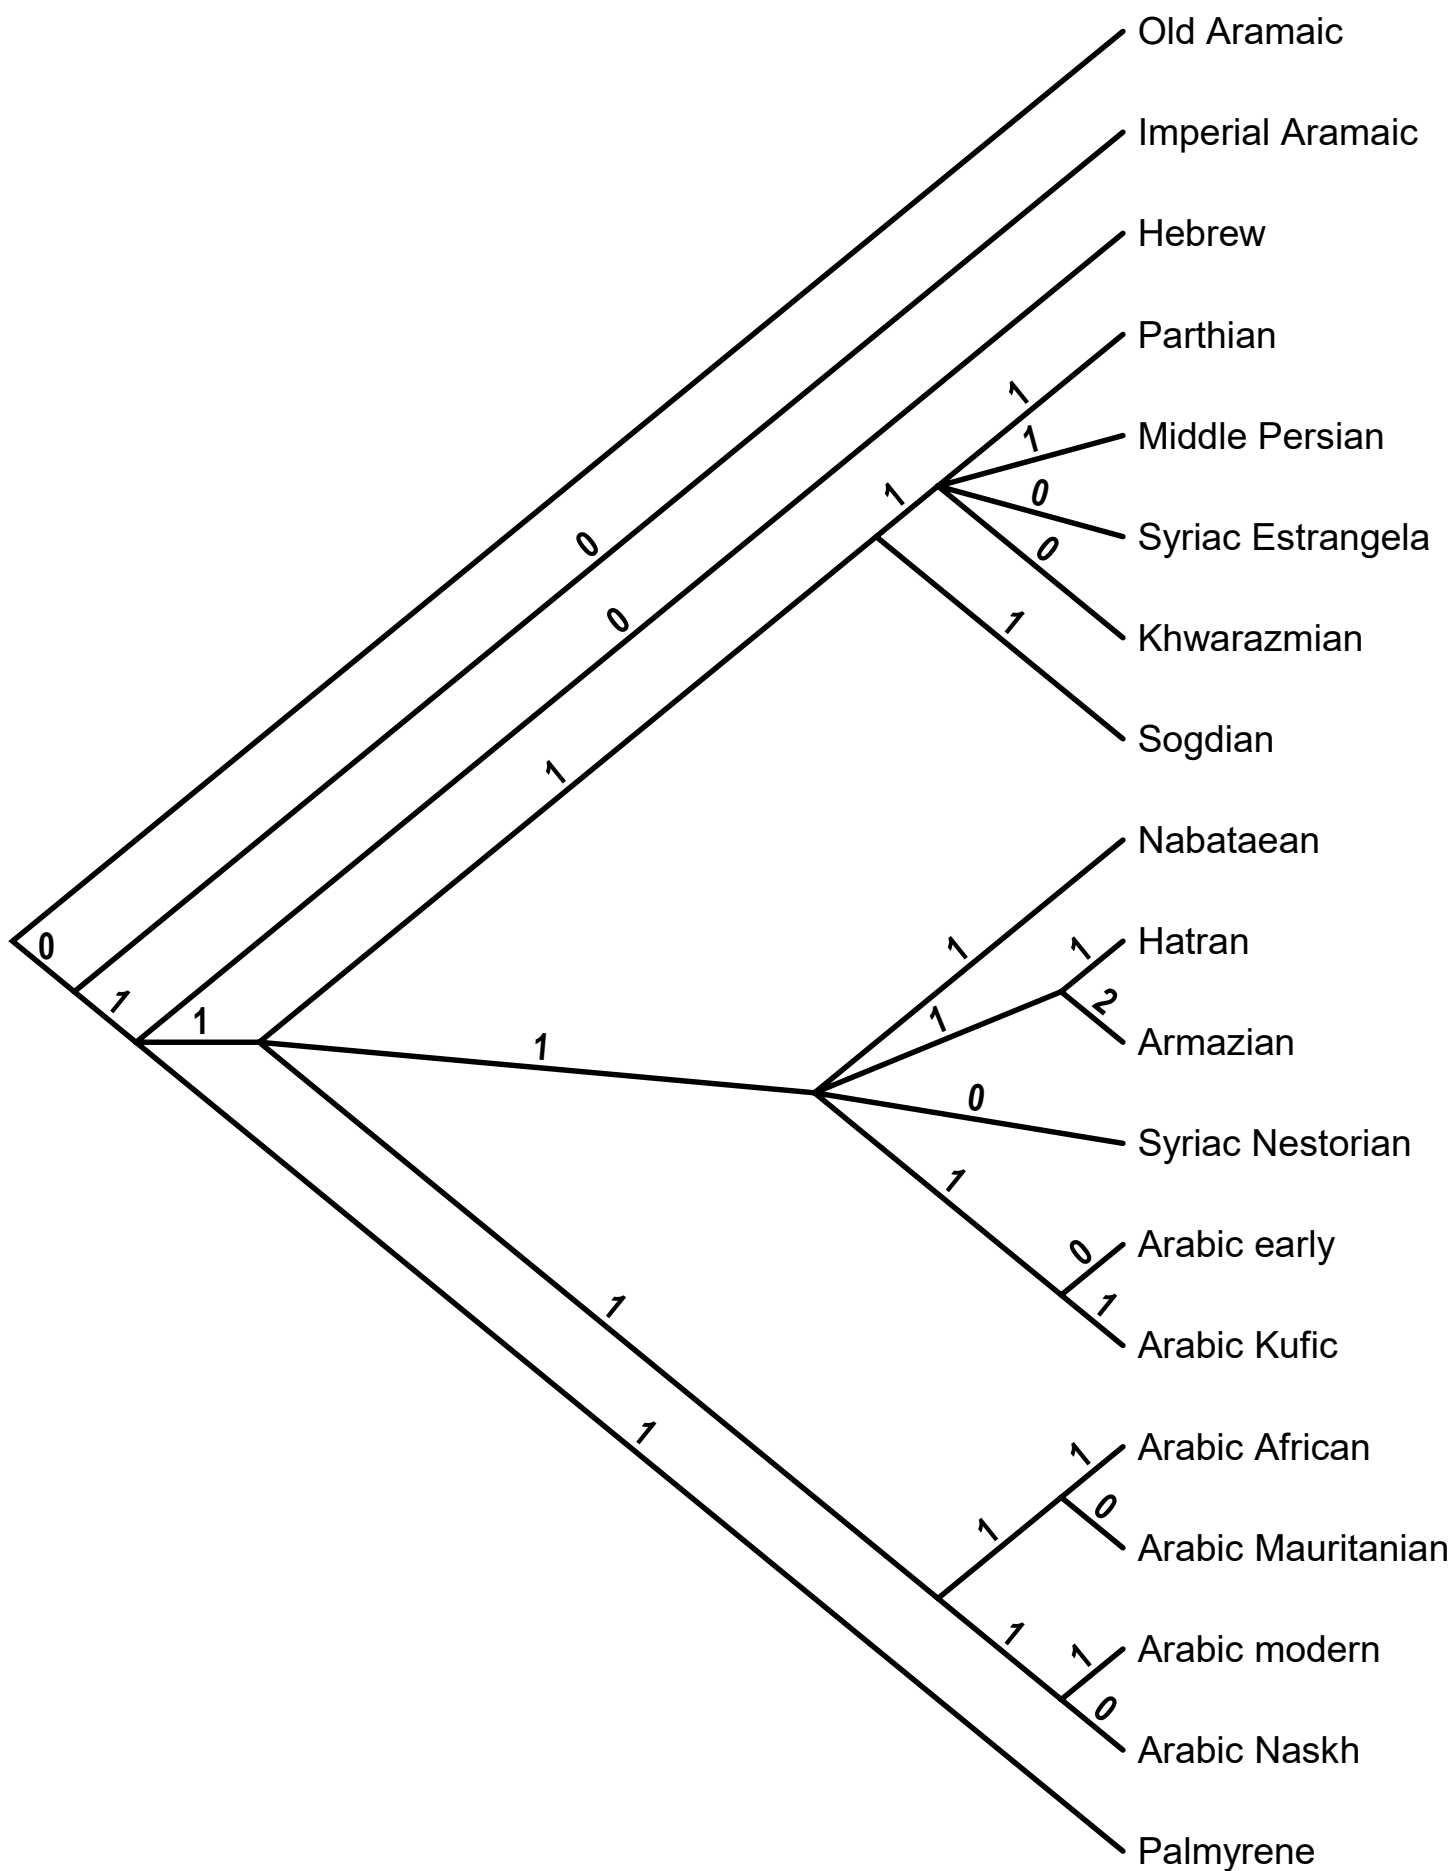 Old Aramaic
Imperial Aramaic
Hebrew
Parthian
1
Middle Persian
1
1
0
Syriac Estrangela
0
0
Khwarazmian
0
1
Sogdian
1
Nabataean
0
1
1
Hatran
1
2
1
1
Armazian
1
0
Syriac Nestorian
1
0
Arabic early
1
1
Arabic Kufic
1
1
Arabic African
0
1
Arabic Mauritanian
1
1
Arabic modern
0
Arabic Naskh
Palmyrene